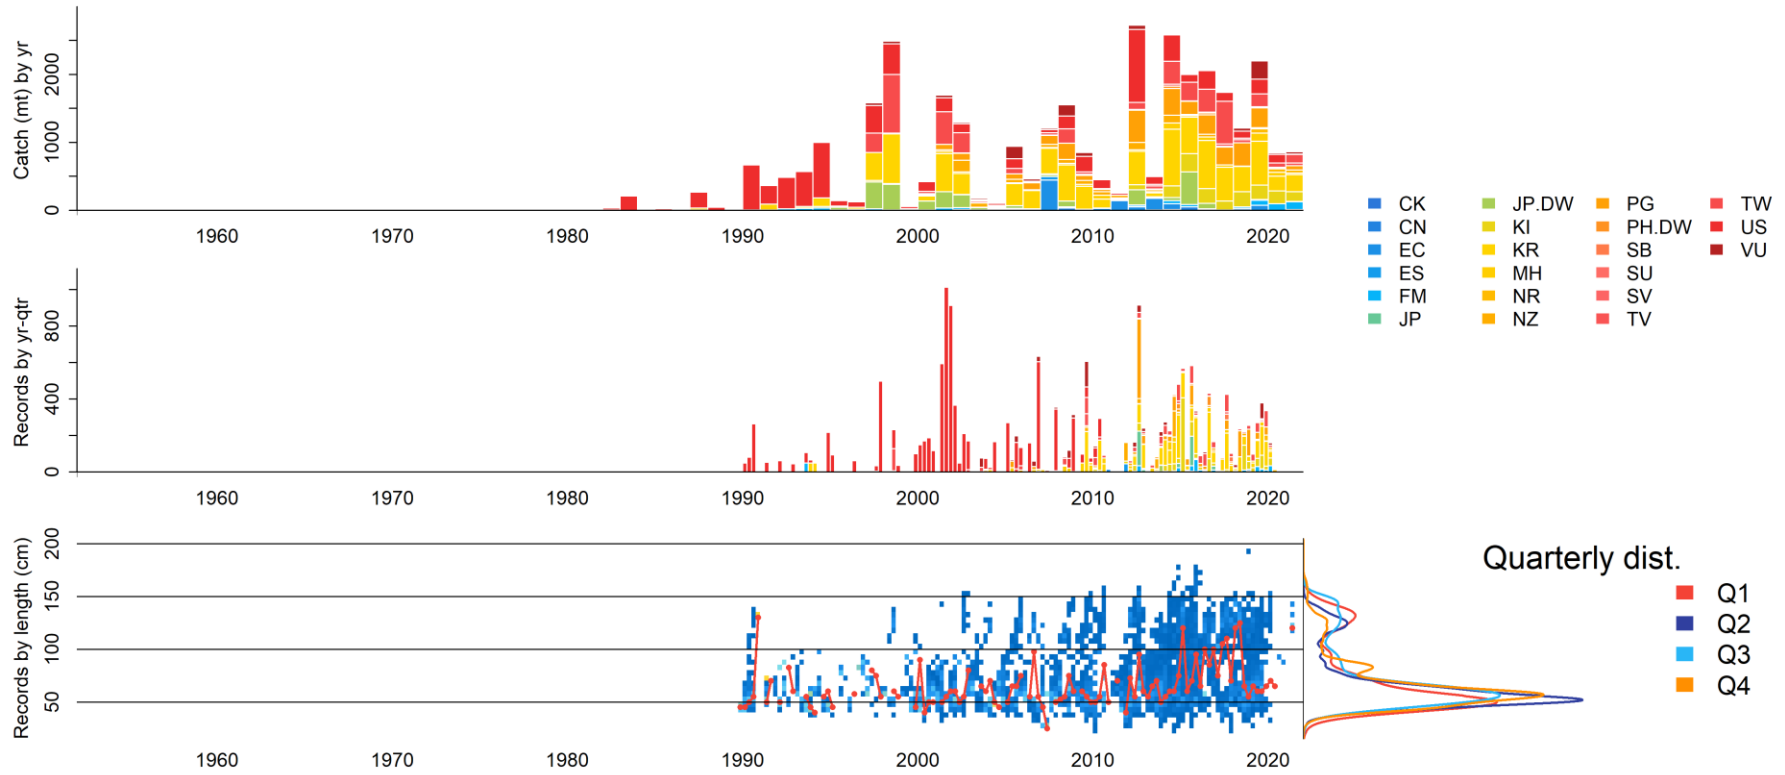 Catch (mt) by yr
0 1000 2000
1960 1970 1980 1990 2000 2010 2020
CK JP.DW PG TW
CN KI PH.DW US
EC KR SB VU
ES MH SU
FM NR SV
JP NZ TV
Records by yr-qtr
0 400 800
1960 1970 1980 1990 2000 2010 2020
Records by length (cm)
50 100 150 200
1960 1970 1980 1990 2000 2010 2020
Quarterly dist.
Q1
Q2
Q3
Q4